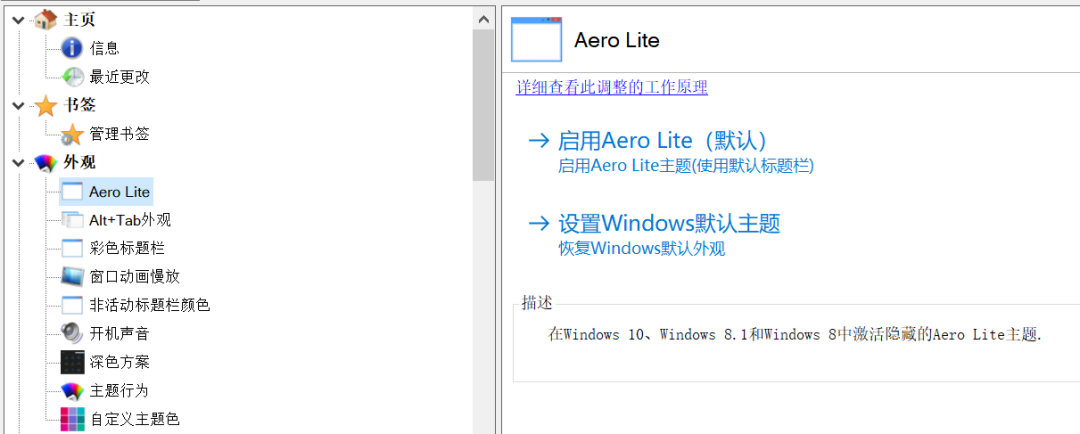 主页
信息
最近更改
书签
管理书签
外观
Aero Lite
Alt+Tab外观
彩色标题栏
窗口动画慢放
非活动标题栏颜色
开机声音
深色方案
主题行为
自定义主题色
Aero Lite
详细查看此调整的工作原理
启用Aero Lite（默认）
启用Aero Lite主题(使用默认标题栏)
设置Windows默认主题
恢复Windows默认外观
描述
在Windows 10、Windows 8.1和Windows 8中激活隐藏的Aero Lite主题.